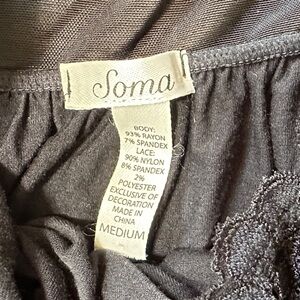 Soma
BODY:
93% RAYON
7% SPANDEX
LACE:
90% NYLON
8% SPANDEX
2%
POLYESTER
EXCLUSIVE OF
DECORATION
MADE IN
CHINA
MEDIUM